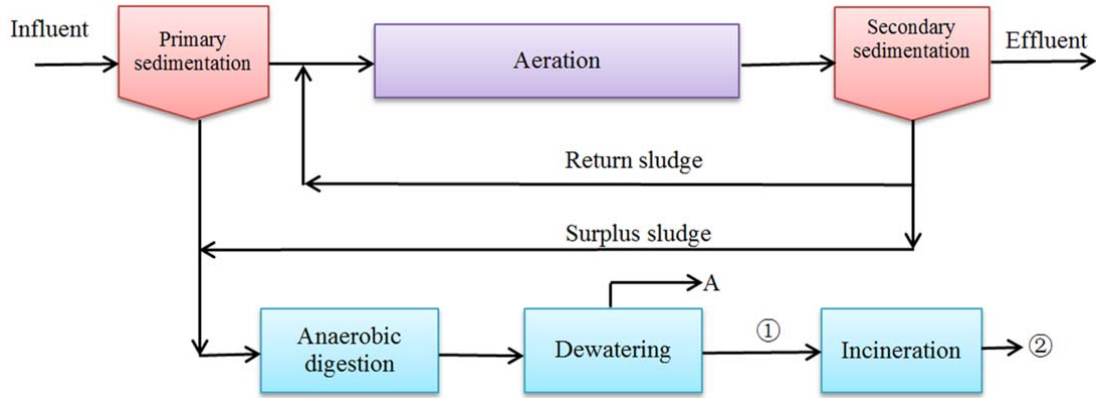 Influent
Primary
sedimentation
Aeration
Secondary
sedimentation
Effluent
Return sludge
Surplus sludge
A
Anaerobic
digestion
Dewatering
①
Incineration
②